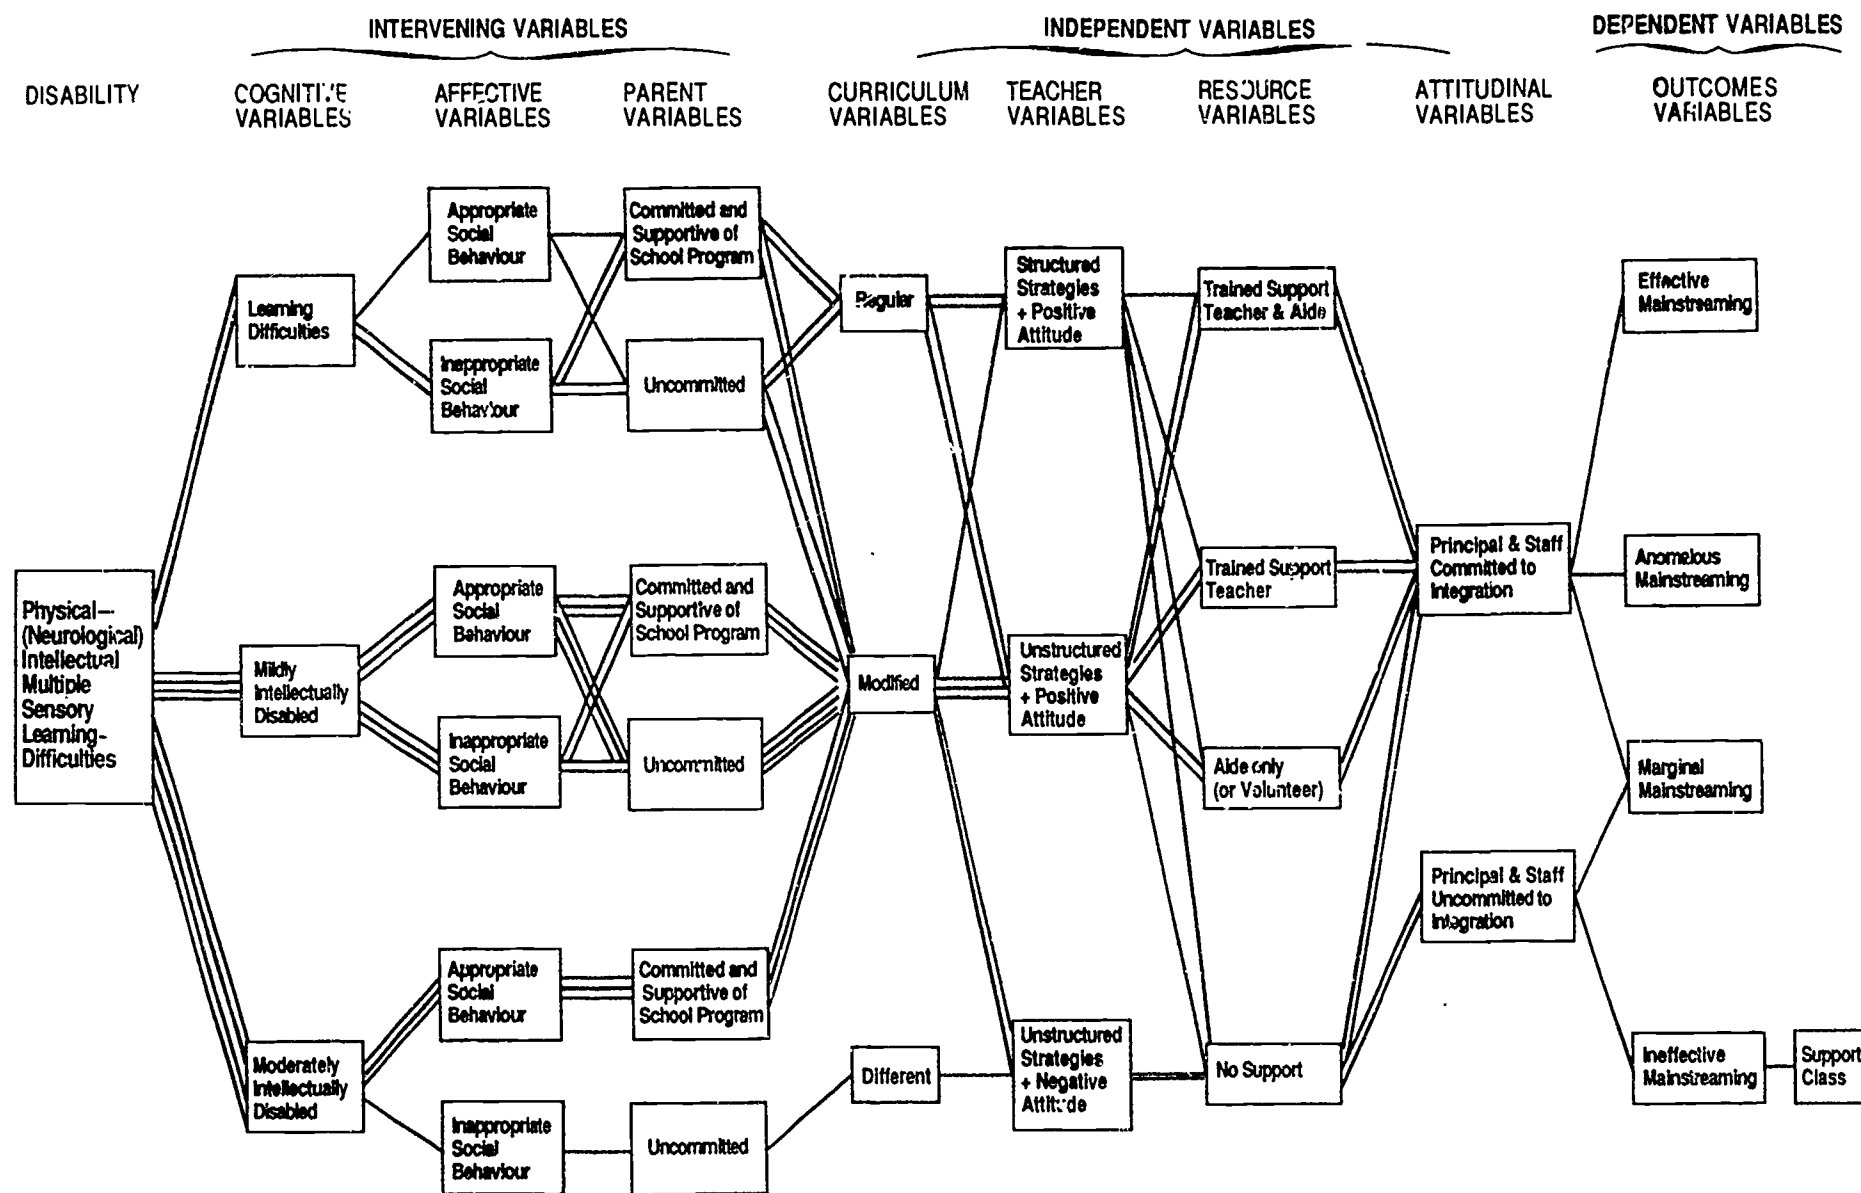 INTERVENING VARIABLES
INDEPENDENT VARIABLES
DEPENDENT VARIABLES
DISABILITY
COGNITIVE
VARIABLES
AFFECTIVE
VARIABLES
PARENT
VARIABLES
CURRICULUM
VARIABLES
TEACHER
VARIABLES
RESOURCE
VARIABLES
ATTITUDINAL
VARIABLES
OUTCOMES
VARIABLES
Physical—
(Neurological)
Intellectual
Multiple
Sensory
Learning-
Difficulties
Learning
Difficulties
Mildly
Intellectually
Disabled
Moderately
Intellectually
Disabled
Appropriate
Social
Behaviour
Inappropriate
Social
Behaviour
Appropriate
Social
Behaviour
Inappropriate
Social
Behaviour
Appropriate
Social
Behaviour
Inappropriate
Social
Behaviour
Committed and
Supportive of
School Program
Uncommitted
Committed and
Supportive of
School Program
Uncommitted
Committed and
Supportive of
School Program
Uncommitted
Regular
Modified
Different
Structured
Strategies
+ Positive
Attitude
Unstructured
Strategies
+ Positive
Attitude
Unstructured
Strategies
+ Negative
Attitude
Trained Support
Teacher & Aide
Trained Support
Teacher
Aide only
(or Volunteer)
No Support
Principal & Staff
Committed to
Integration
Principal & Staff
Uncommitted to
Integration
Effective
Mainstreaming
Anomelous
Mainstreaming
Marginal
Mainstreaming
Ineffective
Mainstreaming
Support
Class